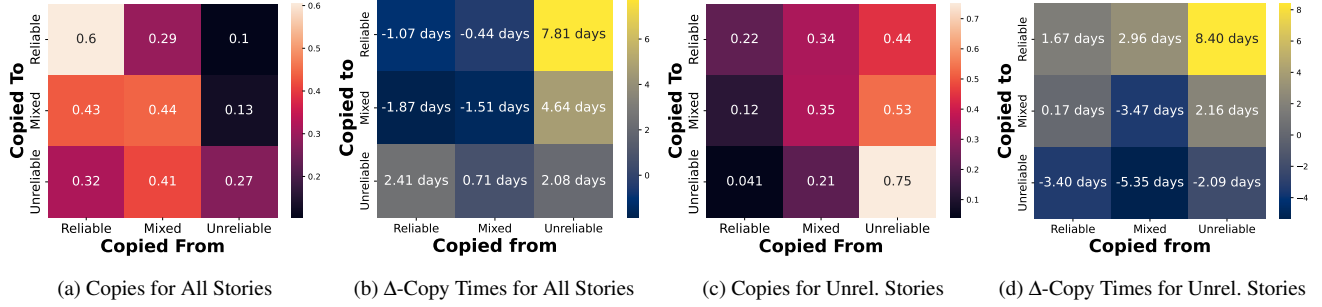 Copied To
Reliable
Mixed
Unreliable
0.6 0.29 0.1
0.43 0.44 0.13
0.32 0.41 0.27
Reliable Mixed Unreliable
Copied From
0.6
0.5
0.4
0.3
0.2
(a) Copies for All Stories
Copied to
Reliable
Mixed
Unreliable
-1.07 days -0.44 days 7.81 days
-1.87 days -1.51 days 4.64 days
2.41 days 0.71 days 2.08 days
Reliable Mixed Unreliable
Copied from
6
4
2
0
(b) Δ-Copy Times for All Stories
Copied To
Reliable
Mixed
Unreliable
0.22 0.34 0.44
0.12 0.35 0.53
0.041 0.21 0.75
Reliable Mixed Unreliable
Copied From
0.7
0.6
0.5
0.4
0.3
0.2
0.1
(c) Copies for Unrel. Stories
Copied to
Reliable
Mixed
Unreliable
1.67 days 2.96 days 8.40 days
0.17 days -3.47 days 2.16 days
-3.40 days -5.35 days -2.09 days
Reliable Mixed Unreliable
Copied from
8
6
4
2
0
−2
−4
(d) Δ-Copy Times for Unrel. Stories